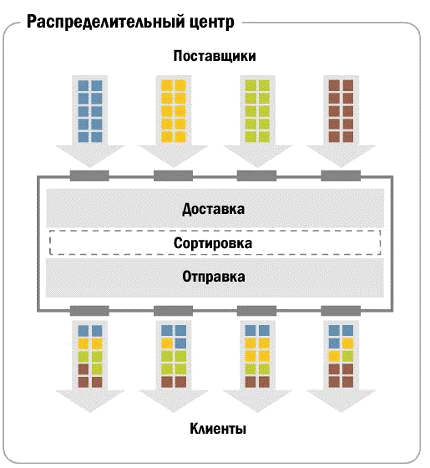 Распределительный центр
Поставщики
Доставка
Сортировка
Отправка
Клиенты